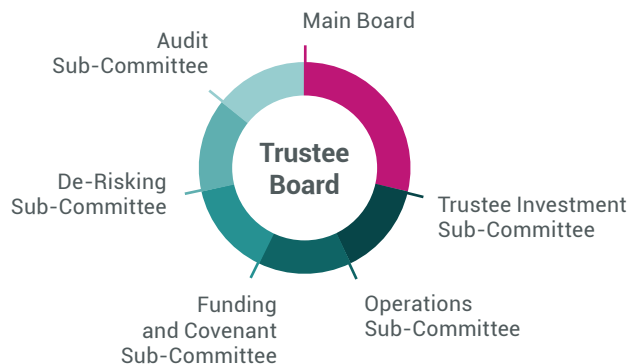 Main Board
Audit
Sub-Committee
Trustee
Board
De-Risking
Sub-Committee
Trustee Investment
Sub-Committee
Funding
and Covenant
Sub-Committee
Operations
Sub-Committee